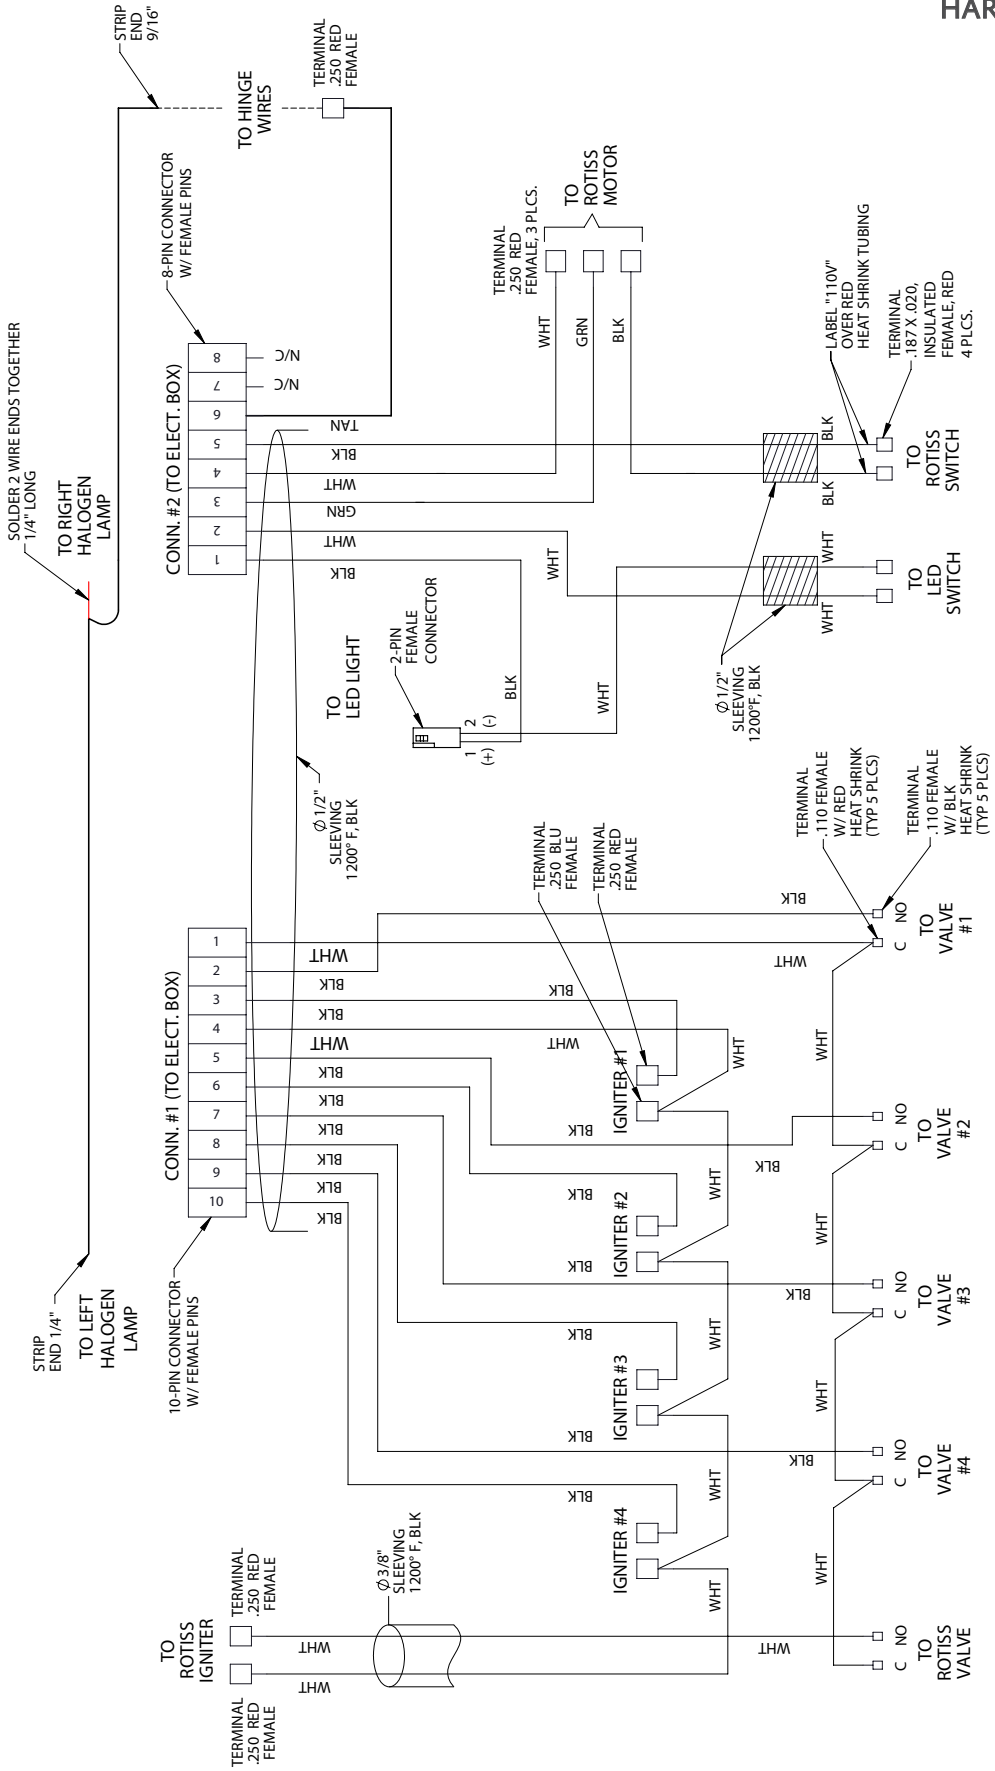 HAR
STRIP
END
9/16"
SOLDER 2 WIRE ENDS TOGETHER
1/4" LONG
TO RIGHT
HALOGEN
LAMP
TO HINGE
WIRES
TERMINAL
.250 RED
FEMALE
8-PIN CONNECTOR
W/ FEMALE PINS
CONN. #2 (TO ELECT. BOX)
1
2
3
4
5
6
7
8
N/C
N/C
TAN
BLK
WHT
GRN
WHT
BLK
TERMINAL
.250 RED
FEMALE, 3 PLCS.
TO
ROTISS
MOTOR
WHT
GRN
BLK
LABEL "110V"
OVER RED
HEAT SHRINK TUBING
TERMINAL
.187 X .020,
INSULATED
FEMALE, RED
4 PLCS.
BLK
BLK
TO
ROTISS
SWITCH
WHT
WHT
WHT
TO
LED
SWITCH
Ø 1/2"
SLEEVING
1200°F, BLK
TO
LED LIGHT
2-PIN
FEMALE
CONNECTOR
1
(+)
2
(-)
BLK
WHT
Ø 1/2"
SLEEVING
1200° F, BLK
STRIP
END 1/4"
TO LEFT
HALOGEN
LAMP
10-PIN CONNECTOR
W/ FEMALE PINS
CONN. #1 (TO ELECT. BOX)
10
9
8
7
6
5
4
3
2
1
WHT
BLK
BLK
WHT
BLK
BLK
BLK
BLK
BLK
BLK
TERMINAL
.250 BLU
FEMALE
TERMINAL
.250 RED
FEMALE
BLK
BLK
WHT
IGNITER #1
WHT
BLK
BLK
BLK
IGNITER #2
WHT
BLK
BLK
BLK
IGNITER #3
WHT
BLK
BLK
BLK
IGNITER #4
WHT
WHT
TERMINAL
.110 FEMALE
W/ RED
HEAT SHRINK
(TYP 5 PLCS)
TERMINAL
.110 FEMALE
W/ BLK
HEAT SHRINK
(TYP 5 PLCS)
WHT
C
NO
TO
VALVE
#1
WHT
C
NO
TO
VALVE
#2
WHT
C
NO
TO
VALVE
#3
WHT
C
NO
TO
VALVE
#4
WHT
C
NO
TO
ROTISS
VALVE
TO
ROTISS
IGNITER
TERMINAL
.250 RED
FEMALE
TERMINAL
.250 RED
FEMALE
WHT
WHT
WHT
Ø 3/8"
SLEEVING
1200° F, BLK